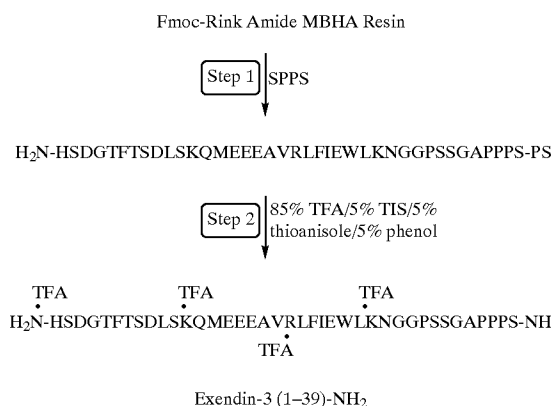 Fmoc-Rink Amide MBHA Resin
Step 1 SPPS
H₂N-HSDGTFTSDLSKQMEEEAVRLFIEWLKNGGPSSGAPPPS-PS
Step 2 85% TFA/5% TIS/5%
thioanisole/5% phenol
TFA TFA TFA
H₂N-HSDGTFTSDLSKQMEEEAVRLFIEWLKNGGPSSGAPPPS-NH
TFA
Exendin-3 (1–39)-NH₂